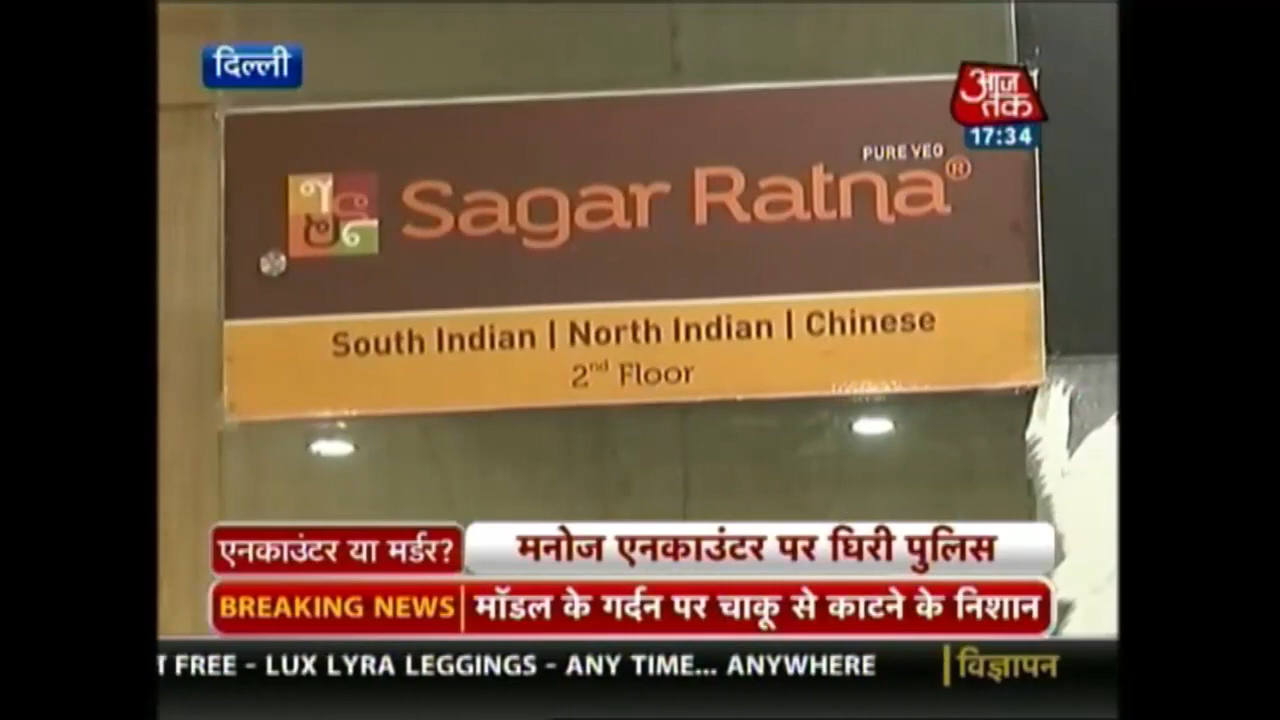 दिल्ली
आज
तक
17:34
PURE VEG
Sagar Ratna®
South Indian | North Indian | Chinese
2nd Floor
एनकाउंटर या मर्डर?
मनोज एनकाउंटर पर घिरी पुलिस
BREAKING NEWS
मॉडल के गर्दन पर चाकू से काटने के निशान
T FREE - LUX LYRA LEGGINGS - ANY TIME... ANYWHERE
विज्ञापन